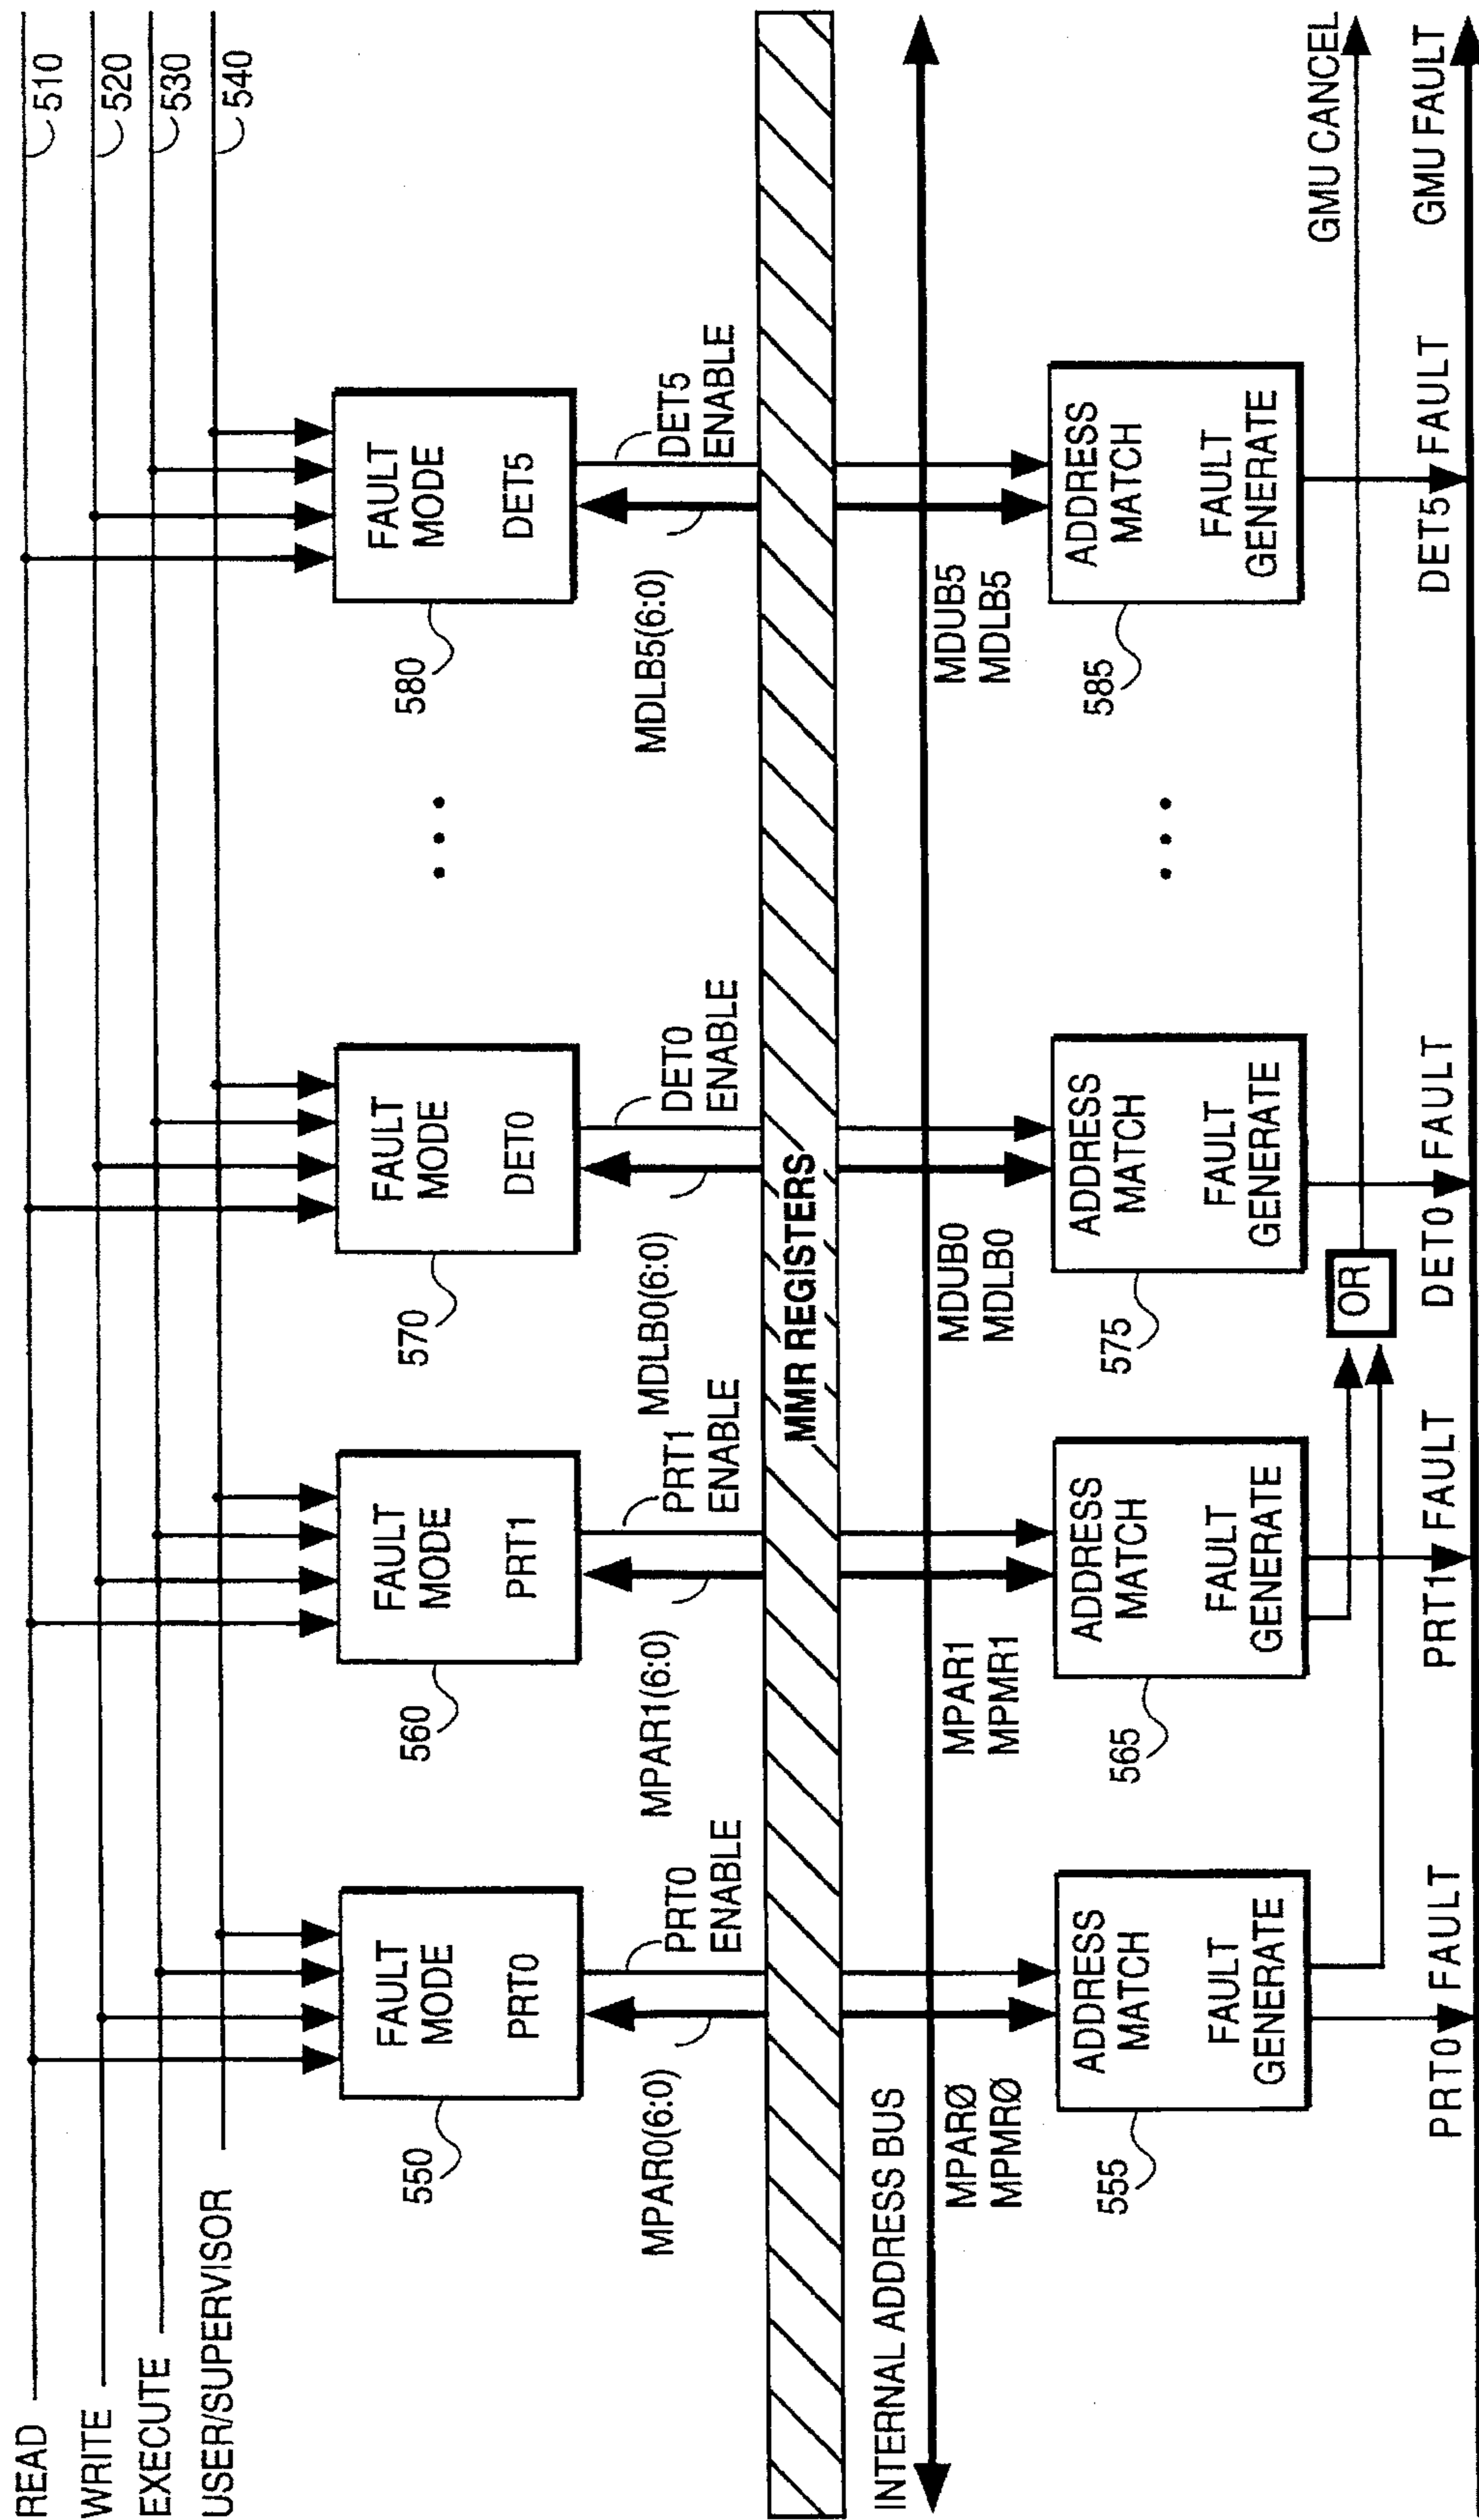 READ
510
WRITE
520
EXECUTE
530
USER/SUPERVISOR
540
FAULT
MODE
PRT0
550
FAULT
MODE
PRT1
560
FAULT
MODE
DET0
570
. . .
FAULT
MODE
DET5
580
MPAR0(6:0)
PRT0
ENABLE
MPAR1(6:0)
PRT1
ENABLE
MDLB0(6:0)
DET0
ENABLE
MDLB5(6:0)
DET5
ENABLE
MMR REGISTERS
INTERNAL ADDRESS BUS
MPARØ
MPMRØ
MPAR1
MPMR1
MDUB0
MDLB0
MDUB5
MDLB5
ADDRESS
MATCH
FAULT
GENERATE
555
ADDRESS
MATCH
FAULT
GENERATE
565
ADDRESS
MATCH
FAULT
GENERATE
575
. . .
ADDRESS
MATCH
FAULT
GENERATE
585
OR
GMU CANCEL
PRT0 FAULT
PRT1 FAULT
DET0 FAULT
DET5 FAULT
GMU FAULT